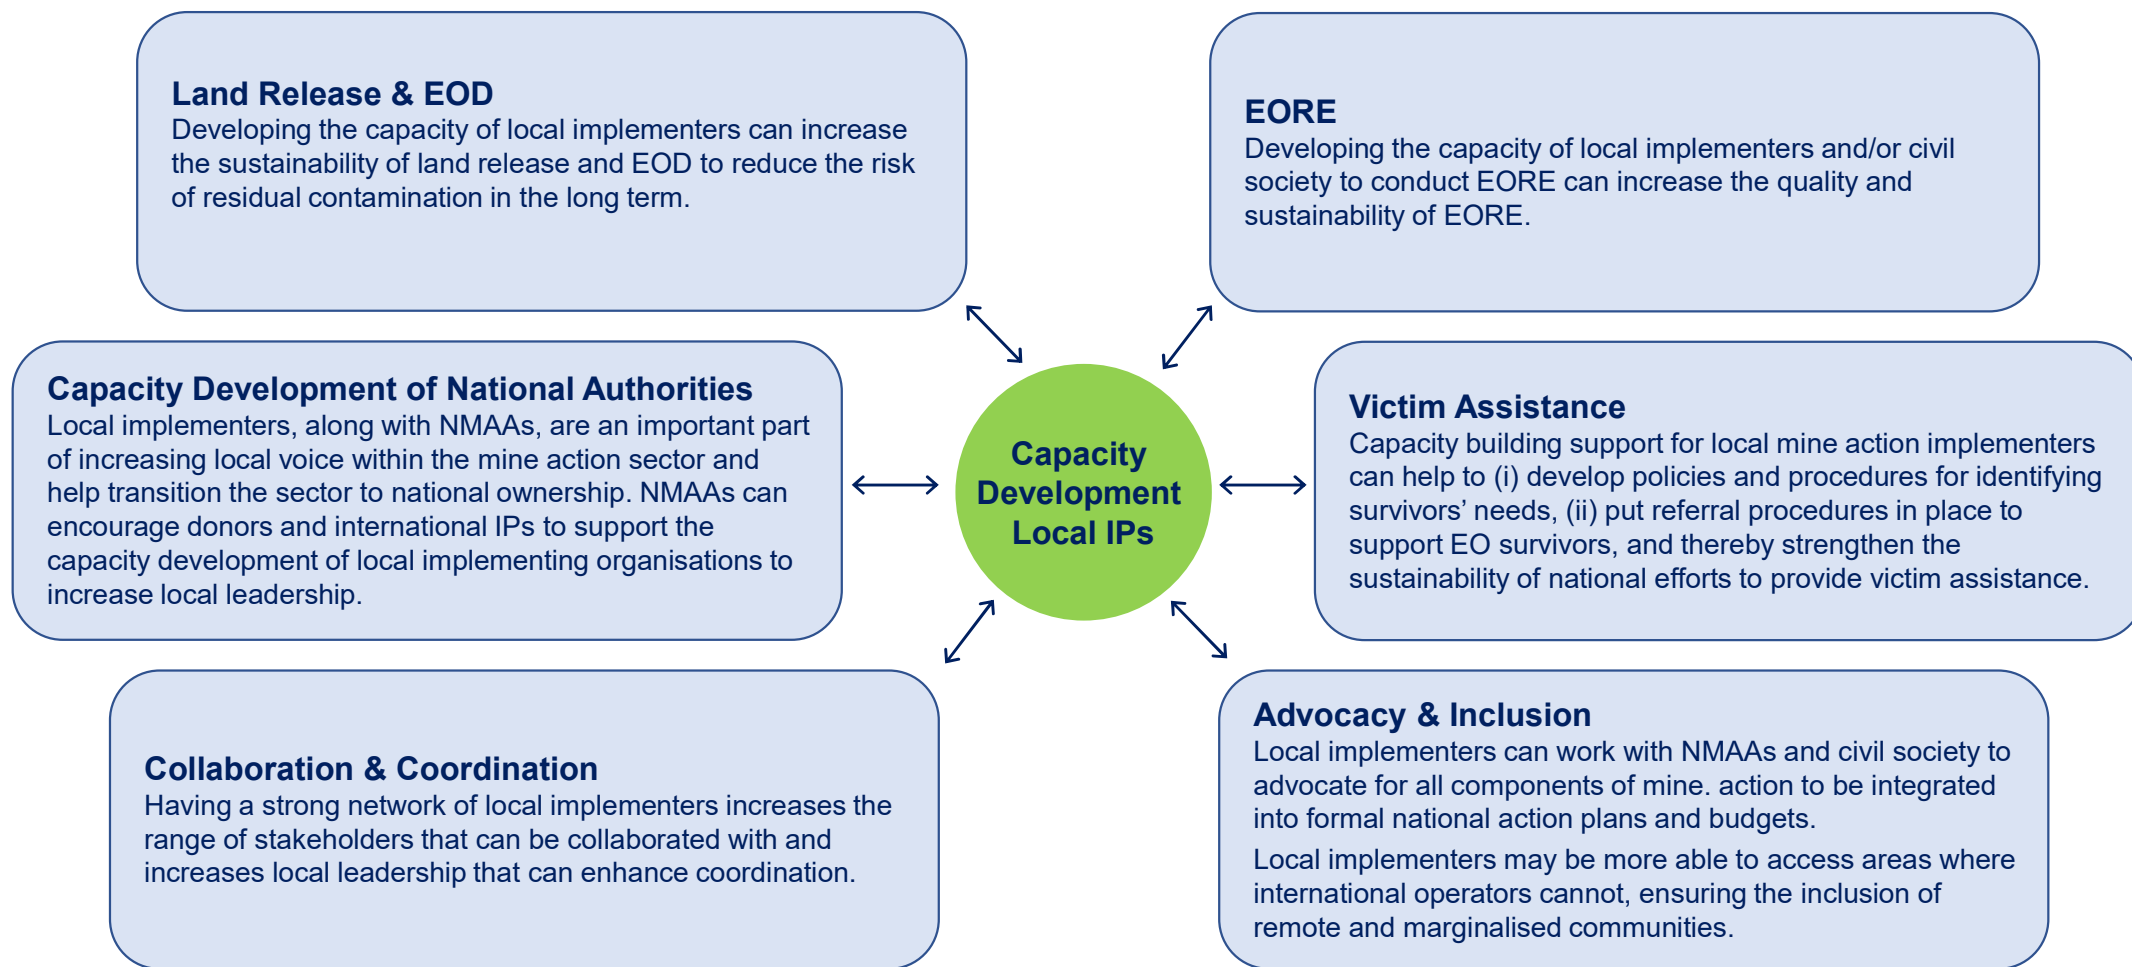 Land Release & EOD
Developing the capacity of local implementers can increase
the sustainability of land release and EOD to reduce the risk
of residual contamination in the long term.
EORE
Developing the capacity of local implementers and/or civil
society to conduct EORE can increase the quality and
sustainability of EORE.
Capacity Development of National Authorities
Local implementers, along with NMAAs, are an important part
of increasing local voice within the mine action sector and
help transition the sector to national ownership. NMAAs can
encourage donors and international IPs to support the
capacity development of local implementing organisations to
increase local leadership.
Capacity
Development
Local IPs
Victim Assistance
Capacity building support for local mine action implementers
can help to (i) develop policies and procedures for identifying
survivors’ needs, (ii) put referral procedures in place to
support EO survivors, and thereby strengthen the
sustainability of national efforts to provide victim assistance.
Collaboration & Coordination
Having a strong network of local implementers increases the
range of stakeholders that can be collaborated with and
increases local leadership that can enhance coordination.
Advocacy & Inclusion
Local implementers can work with NMAAs and civil society to
advocate for all components of mine. action to be integrated
into formal national action plans and budgets.
Local implementers may be more able to access areas where
international operators cannot, ensuring the inclusion of
remote and marginalised communities.